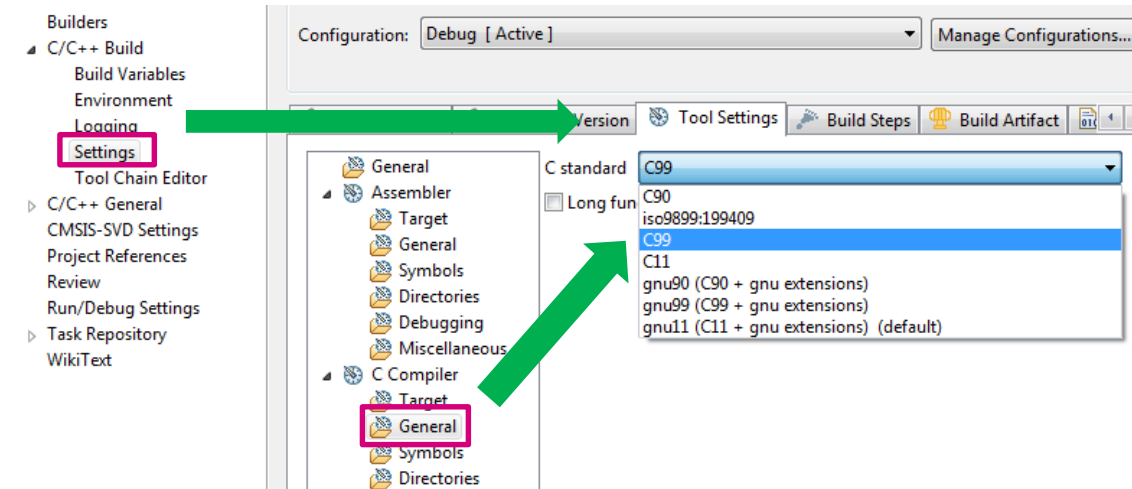 Builders
C/C++ Build
Build Variables
Environment
Logging
Settings
Tool Chain Editor
C/C++ General
CMSIS-SVD Settings
Project References
Review
Run/Debug Settings
Task Repository
WikiText
Configuration: Debug [ Active ] Manage Configurations...
Version Tool Settings Build Steps Build Artifact
General
Assembler
Target
General
Symbols
Directories
Debugging
Miscellaneous
C Compiler
Target
General
Symbols
Directories
C standard C99
Long fun
C90
iso9899:199409
C99
C11
gnu90 (C90 + gnu extensions)
gnu99 (C99 + gnu extensions)
gnu11 (C11 + gnu extensions) (default)